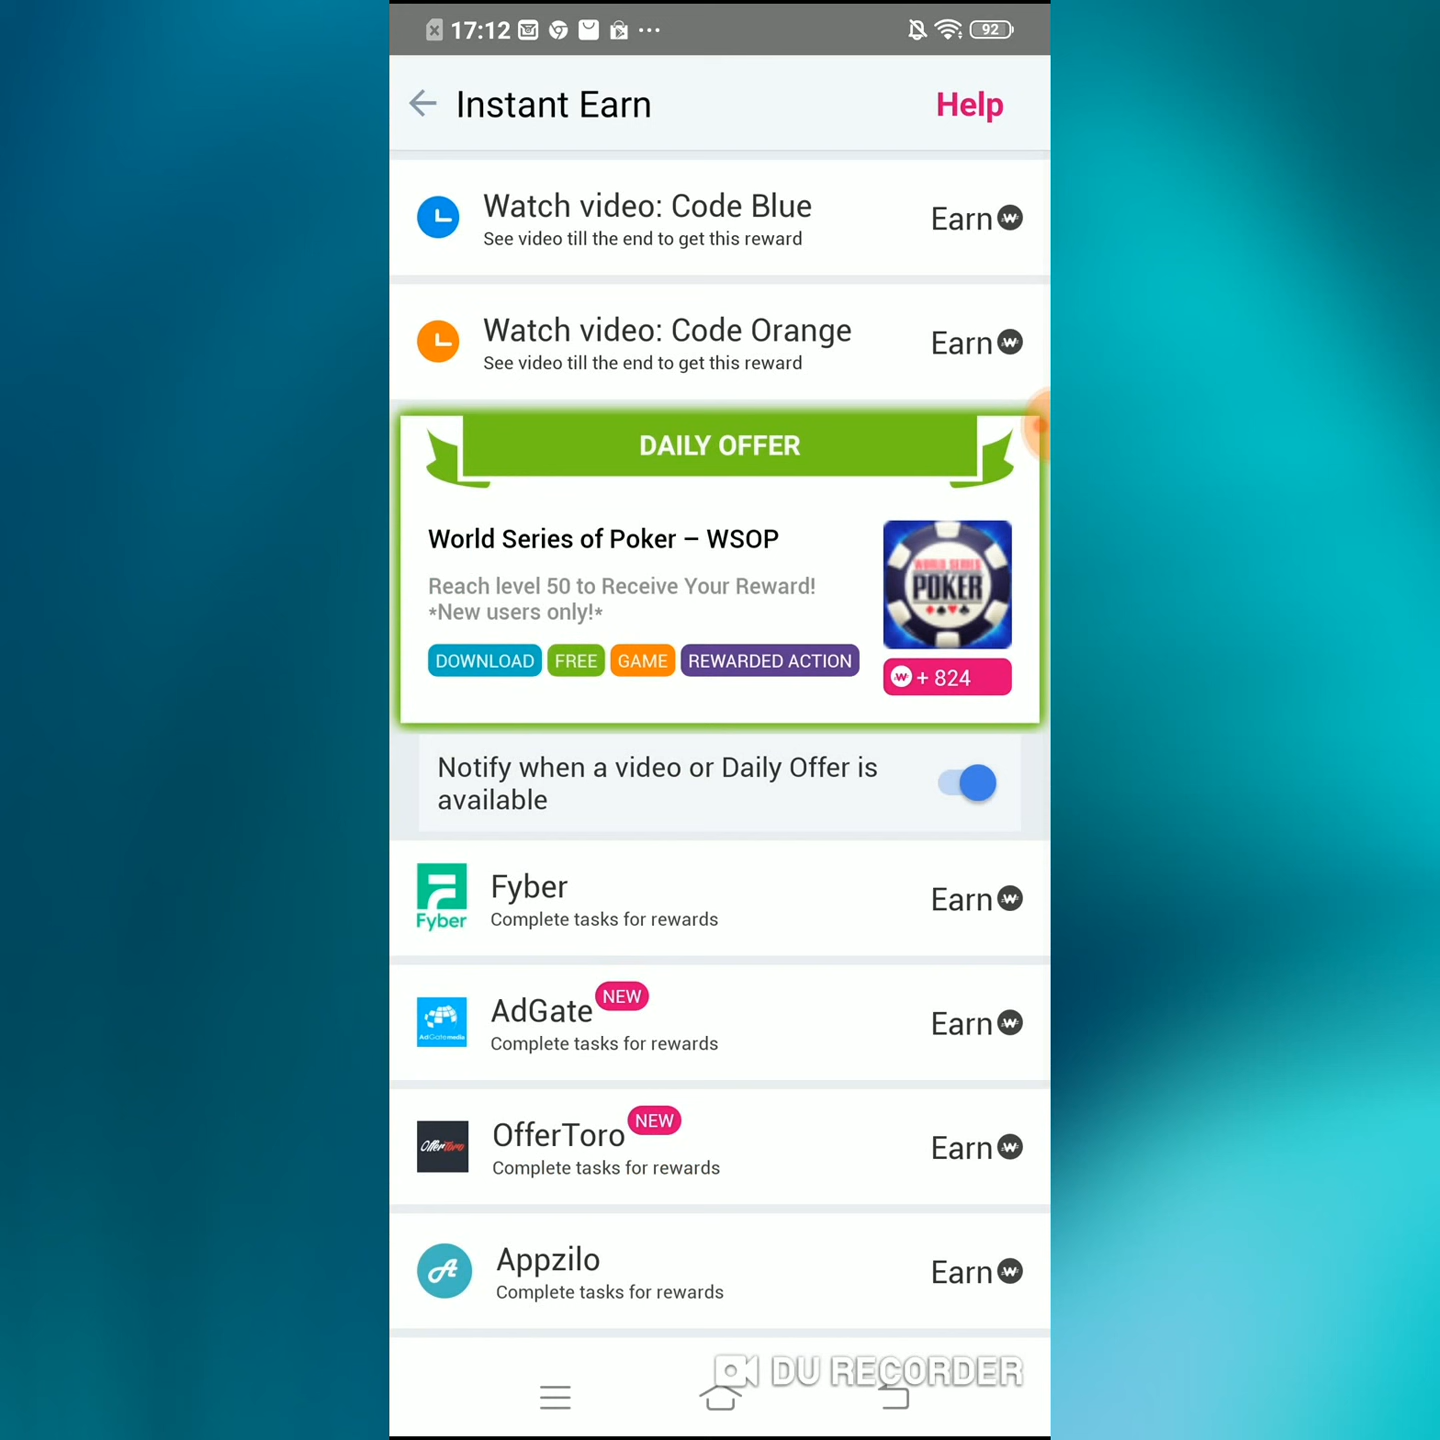 17:12
92
Instant Earn
Help
Watch video: Code Blue
See video till the end to get this reward
Earn
Watch video: Code Orange
See video till the end to get this reward
Earn
DAILY OFFER
World Series of Poker – WSOP
Reach level 50 to Receive Your Reward!
*New users only!*
DOWNLOAD FREE GAME REWARDED ACTION
WORLD SERIES
POKER
W + 824
Notify when a video or Daily Offer is
available
Fyber
Fyber
Complete tasks for rewards
Earn
AdGate NEW
AdGatemedia
Complete tasks for rewards
Earn
OfferToro NEW
OfferToro
Complete tasks for rewards
Earn
Appzilo
A
Complete tasks for rewards
Earn
DU RECORDER